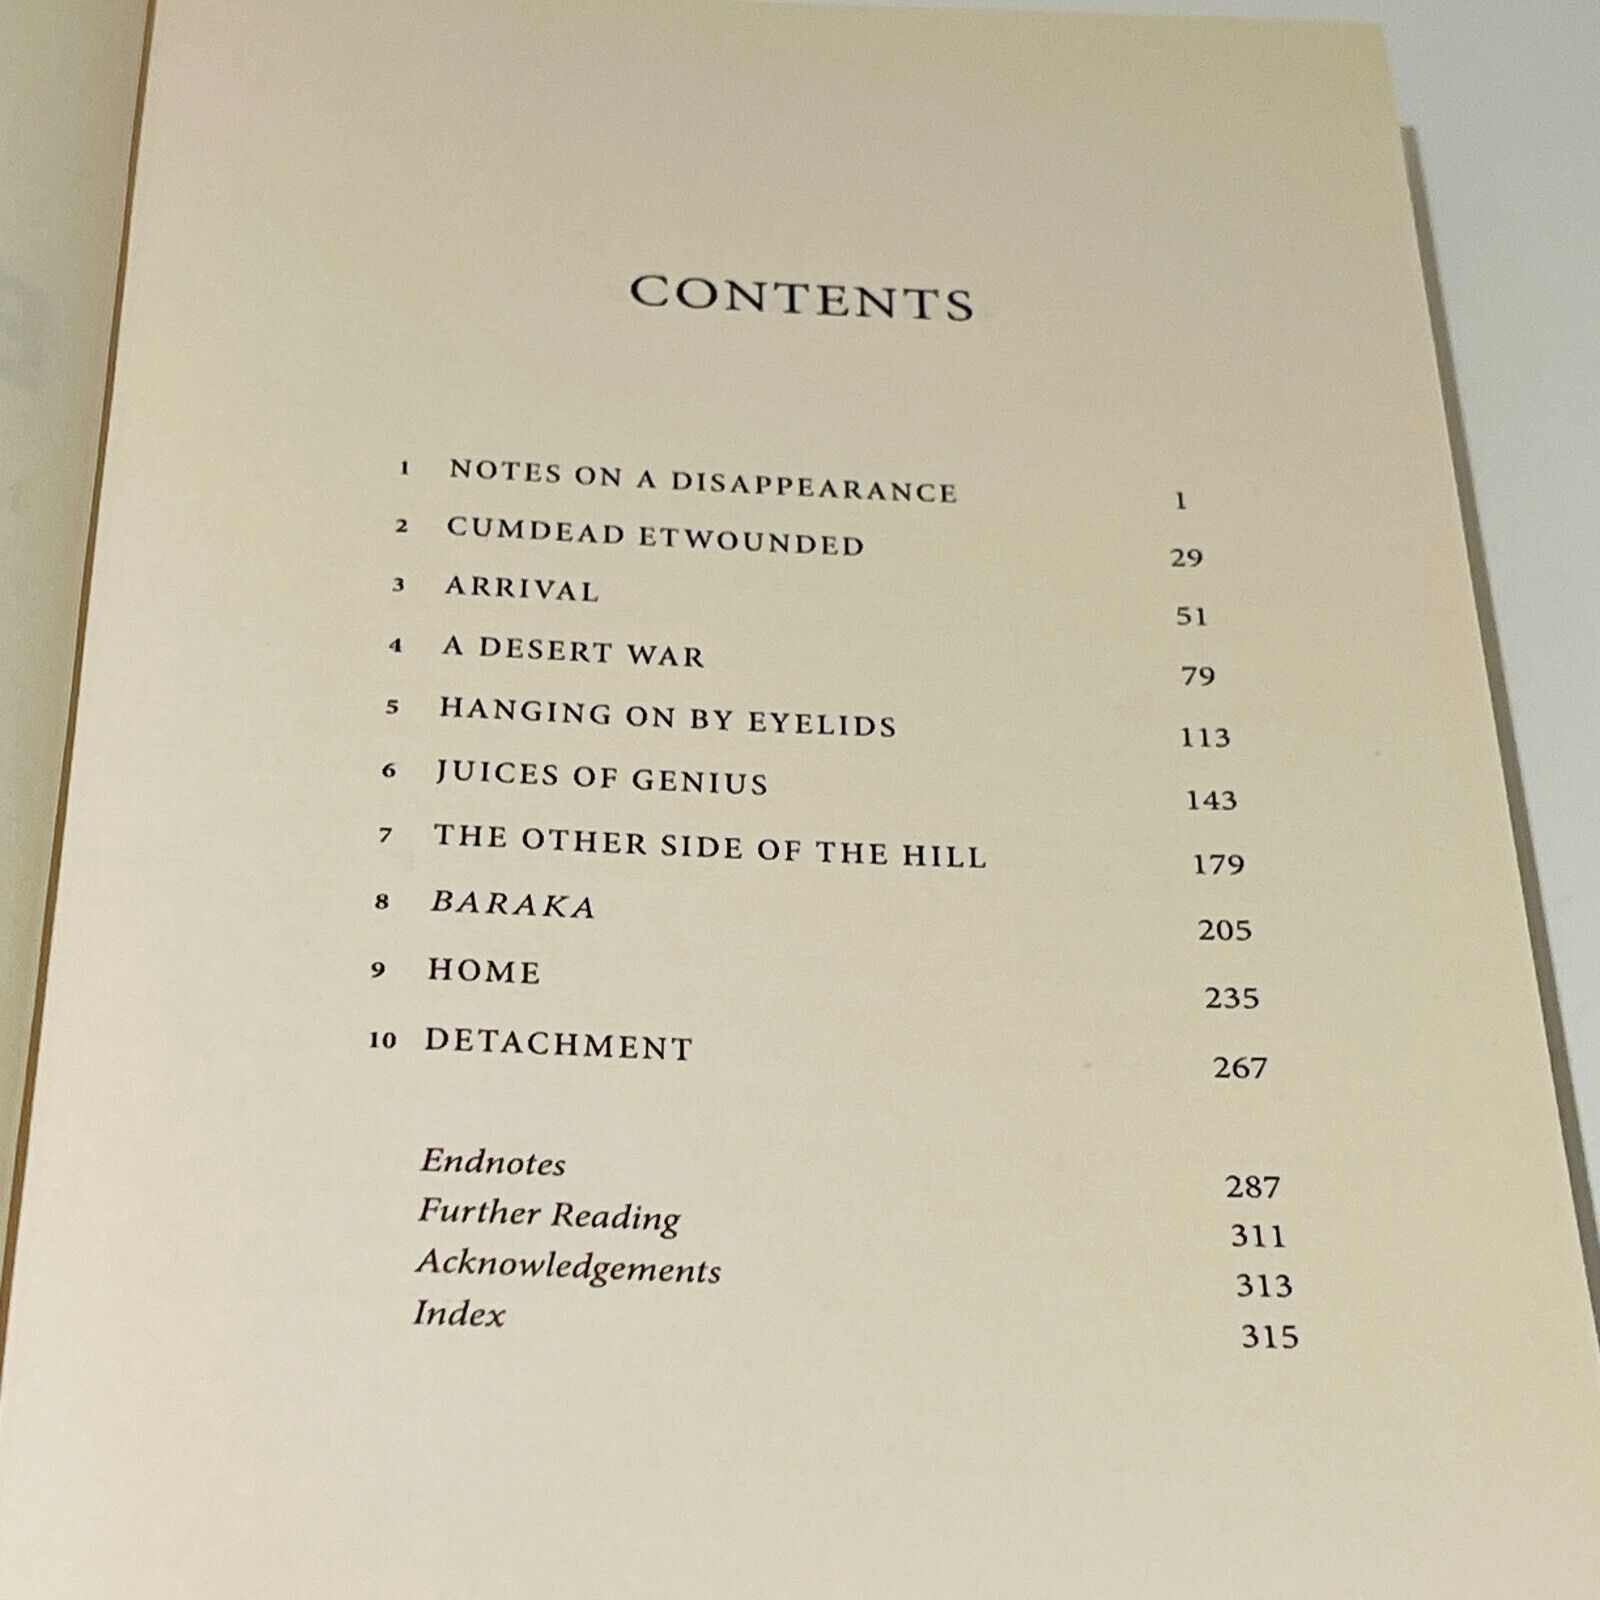 CONTENTS
1 NOTES ON A DISAPPEARANCE 1
2 CUMDEAD ETWOUNDED 29
3 ARRIVAL 51
4 A DESERT WAR 79
5 HANGING ON BY EYELIDS 113
6 JUICES OF GENIUS 143
7 THE OTHER SIDE OF THE HILL 179
8 BARAKA 205
9 HOME 235
10 DETACHMENT 267
Endnotes 287
Further Reading 311
Acknowledgements 313
Index 315